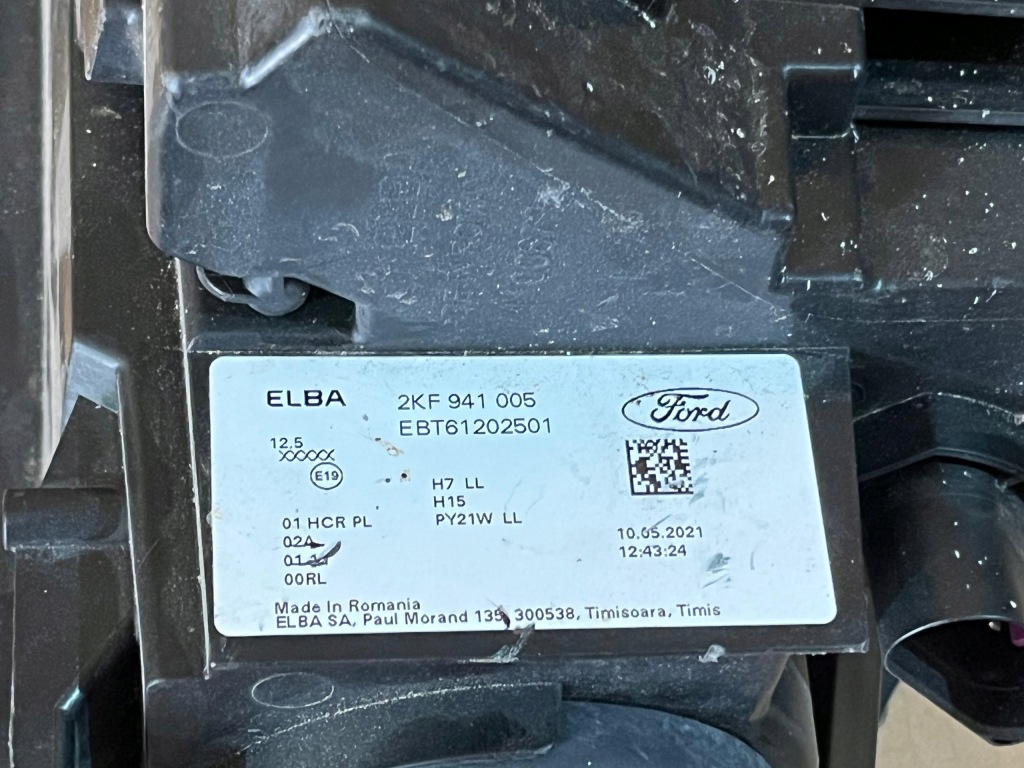 ELBA
2KF 941 005
EBT61202501
Ford
12.5
XXXXX
E19
H7 LL
H15
PY21W LL
01 HCR PL
02A
00RL
10.05.2021
12:43:24
Made In Romania
ELBA SA, Paul Morand 135, 300538, Timisoara, Timis